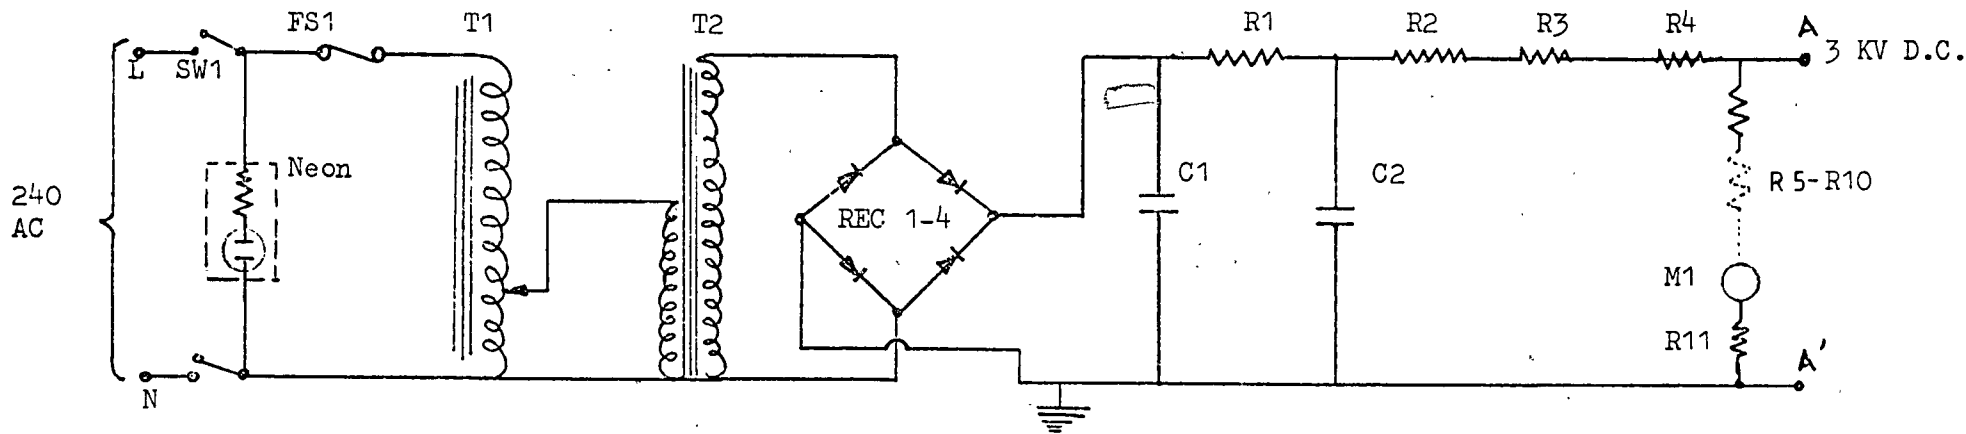 FS1
T1
T2
R1
R2
R3
R4
A
L
SW1
3 KV D.C.
Neon
C1
C2
R5-R10
240
AC
REC 1-4
M1
R11
A'
N